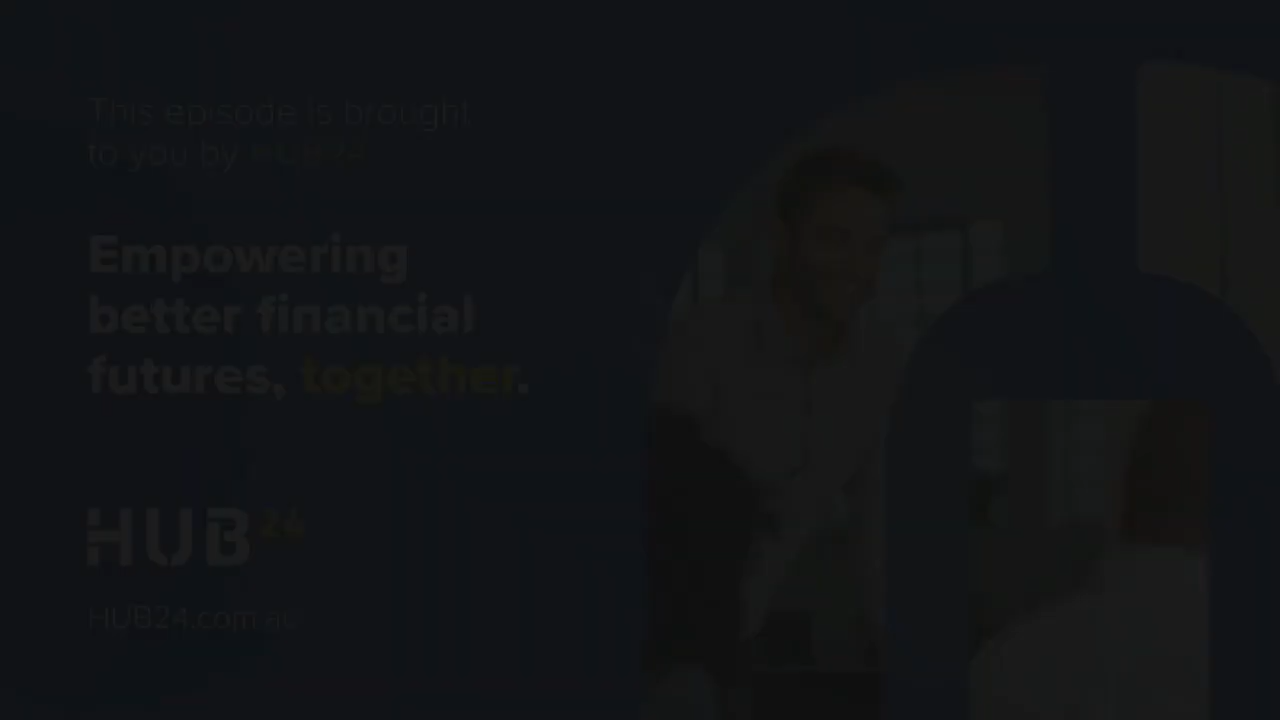 This episode is brought
to you by HUB24
Empowering
better financial
futures, together.
HUB24
HUB24.com.au